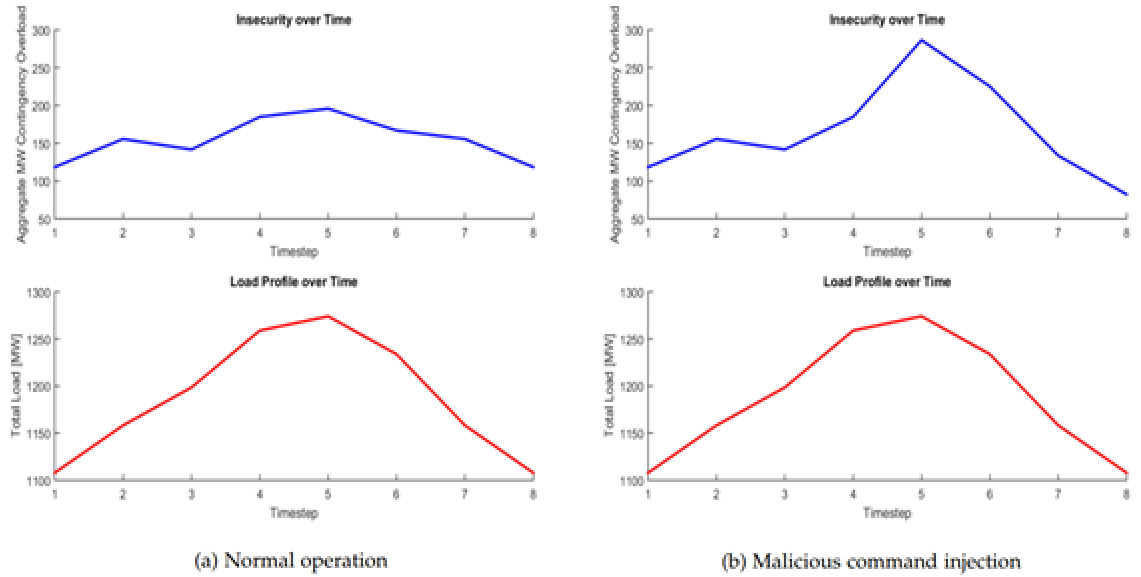 Insecurity over Time
Aggregate MW Contingency Overload
300
250
200
150
100
50
1 2 3 4 5 6 7 8
Timestep
Load Profile over Time
Total Load [MW]
1300
1250
1200
1150
1100
1 2 3 4 5 6 7 8
Timestep
(a) Normal operation
Insecurity over Time
Aggregate MW Contingency Overload
300
250
200
150
100
50
1 2 3 4 5 6 7 8
Timestep
Load Profile over Time
Total Load [MW]
1300
1250
1200
1150
1100
1 2 3 4 5 6 7 8
Timestep
(b) Malicious command injection